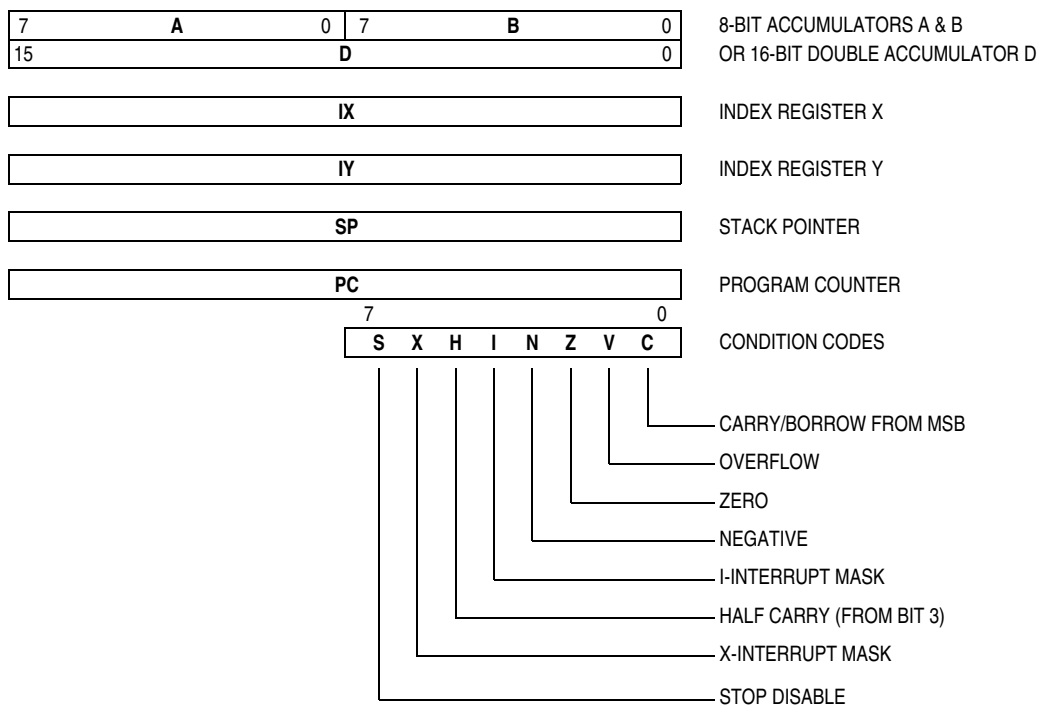 7 A 0 7 B 0 8-BIT ACCUMULATORS A & B
15 D 0 OR 16-BIT DOUBLE ACCUMULATOR D
IX INDEX REGISTER X
IY INDEX REGISTER Y
SP STACK POINTER
PC PROGRAM COUNTER
7 0
S X H I N Z V C CONDITION CODES
CARRY/BORROW FROM MSB
OVERFLOW
ZERO
NEGATIVE
I-INTERRUPT MASK
HALF CARRY (FROM BIT 3)
X-INTERRUPT MASK
STOP DISABLE